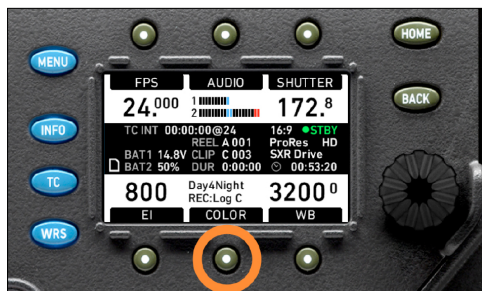 HOME
MENU
FPS AUDIO SHUTTER
24.000 1 2 172.8
BACK
INFO
TC INT 00:00:00@24 16:9 STBY
REEL A 001 ProRes HD
BAT1 14.8V CLIP C 003 SXR Drive
BAT2 50% DUR 0:00:00 00:53:20
TC
800 Day4Night 3200 0
REC:Log C
EI COLOR WB
WRS